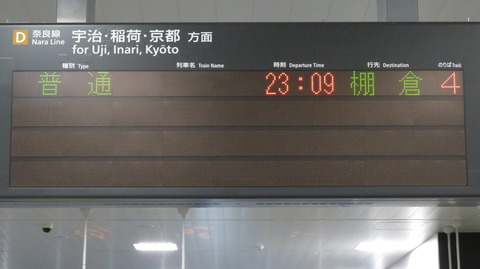 D 奈良線 宇治・稲荷・京都 方面
Nara Line for Uji, Inari, Kyōto
種別 Type 列車名 Train Name 時刻 Departure Time 行先 Destination のりば Track
普通 23:09 棚倉 4